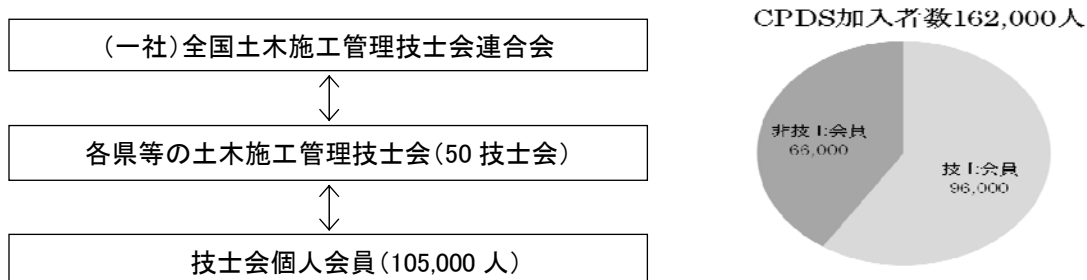 (一社)全国土木施工管理技士会連合会
各県等の土木施工管理技士会(50 技士会)
技士会個人会員(105,000 人)
CPDS加入者数162,000人
非技士会員
66,000
技士会員
96,000